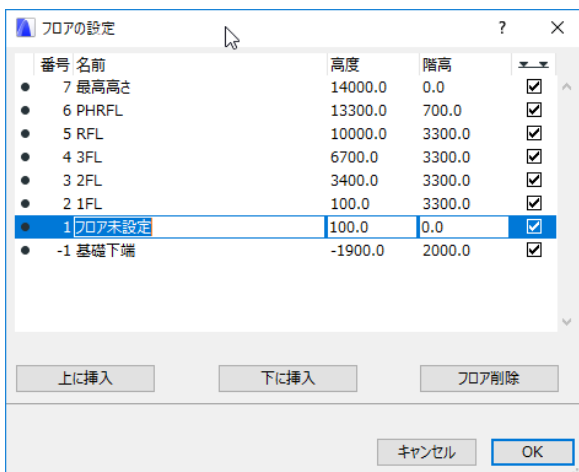 フロアの設定 ?
番号 名前 高度 階高
7 最高高さ 14000.0 0.0
6 PHRFL 13300.0 700.0
5 RFL 10000.0 3300.0
4 3FL 6700.0 3300.0
3 2FL 3400.0 3300.0
2 1FL 100.0 3300.0
1 フロア未設定 100.0 0.0
-1 基礎下端 -1900.0 2000.0
上に挿入 下に挿入 フロア削除
キャンセル OK